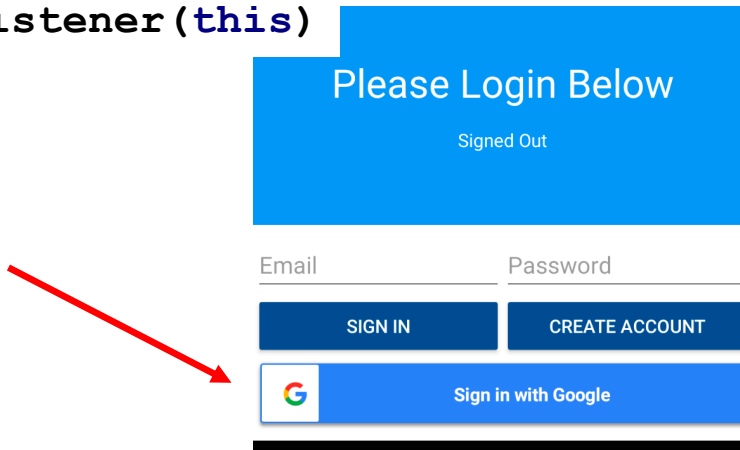 istener(this)
Please Login Below
Signed Out
Email Password
SIGN IN CREATE ACCOUNT
G Sign in with Google